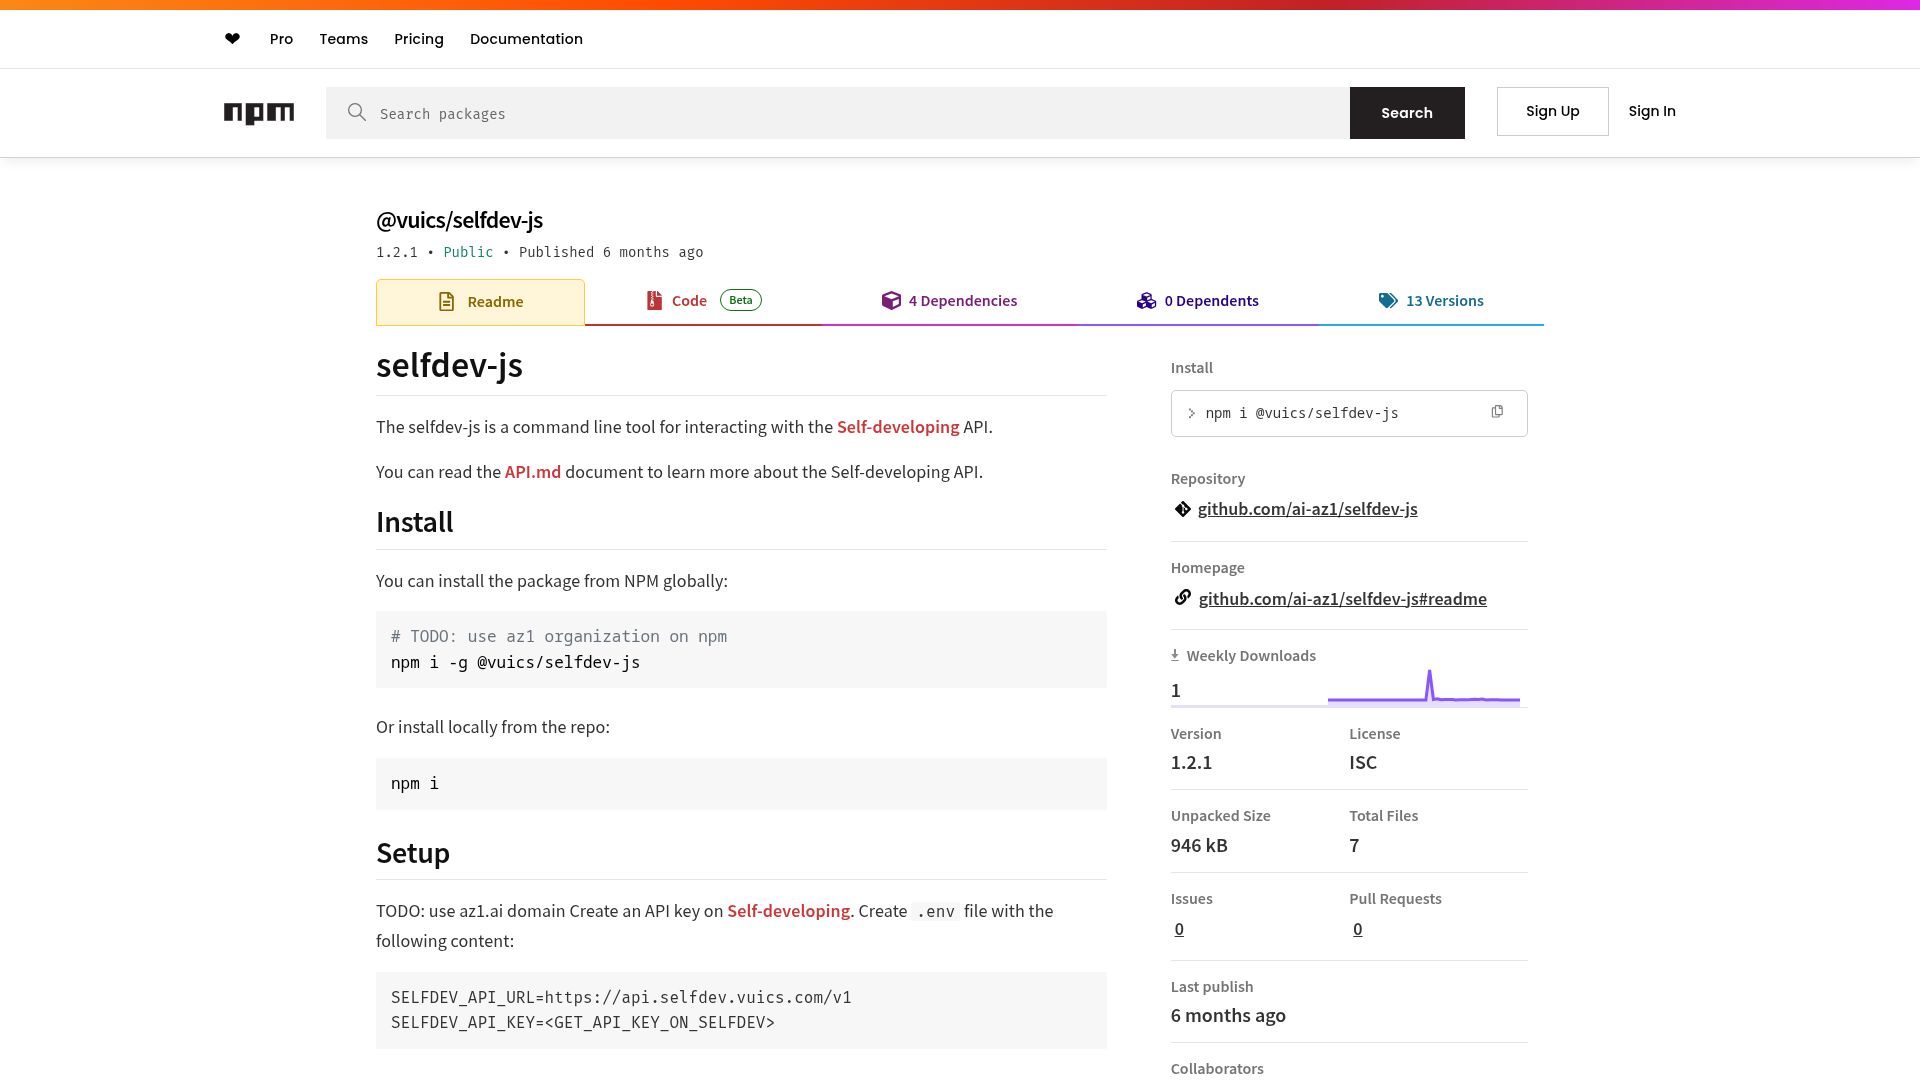 ❤ Pro Teams Pricing Documentation
npm
Search packages
Search
Sign Up
Sign In
@vuics/selfdev-js
1.2.1 • Public • Published 6 months ago
Readme
Code Beta
4 Dependencies
0 Dependents
13 Versions
selfdev-js
The selfdev-js is a command line tool for interacting with the Self-developing API.
You can read the API.md document to learn more about the Self-developing API.
Install
You can install the package from NPM globally:
# TODO: use az1 organization on npm
npm i -g @vuics/selfdev-js
Or install locally from the repo:
npm i
Setup
TODO: use az1.ai domain Create an API key on Self-developing. Create .env file with the
following content:
SELFDEV_API_URL=https://api.selfdev.vuics.com/v1
SELFDEV_API_KEY=<GET_API_KEY_ON_SELFDEV>
Install
npm i @vuics/selfdev-js
Repository
github.com/ai-az1/selfdev-js
Homepage
github.com/ai-az1/selfdev-js#readme
Weekly Downloads
1
Version
License
1.2.1
ISC
Unpacked Size
Total Files
946 kB
7
Issues
Pull Requests
0
0
Last publish
6 months ago
Collaborators